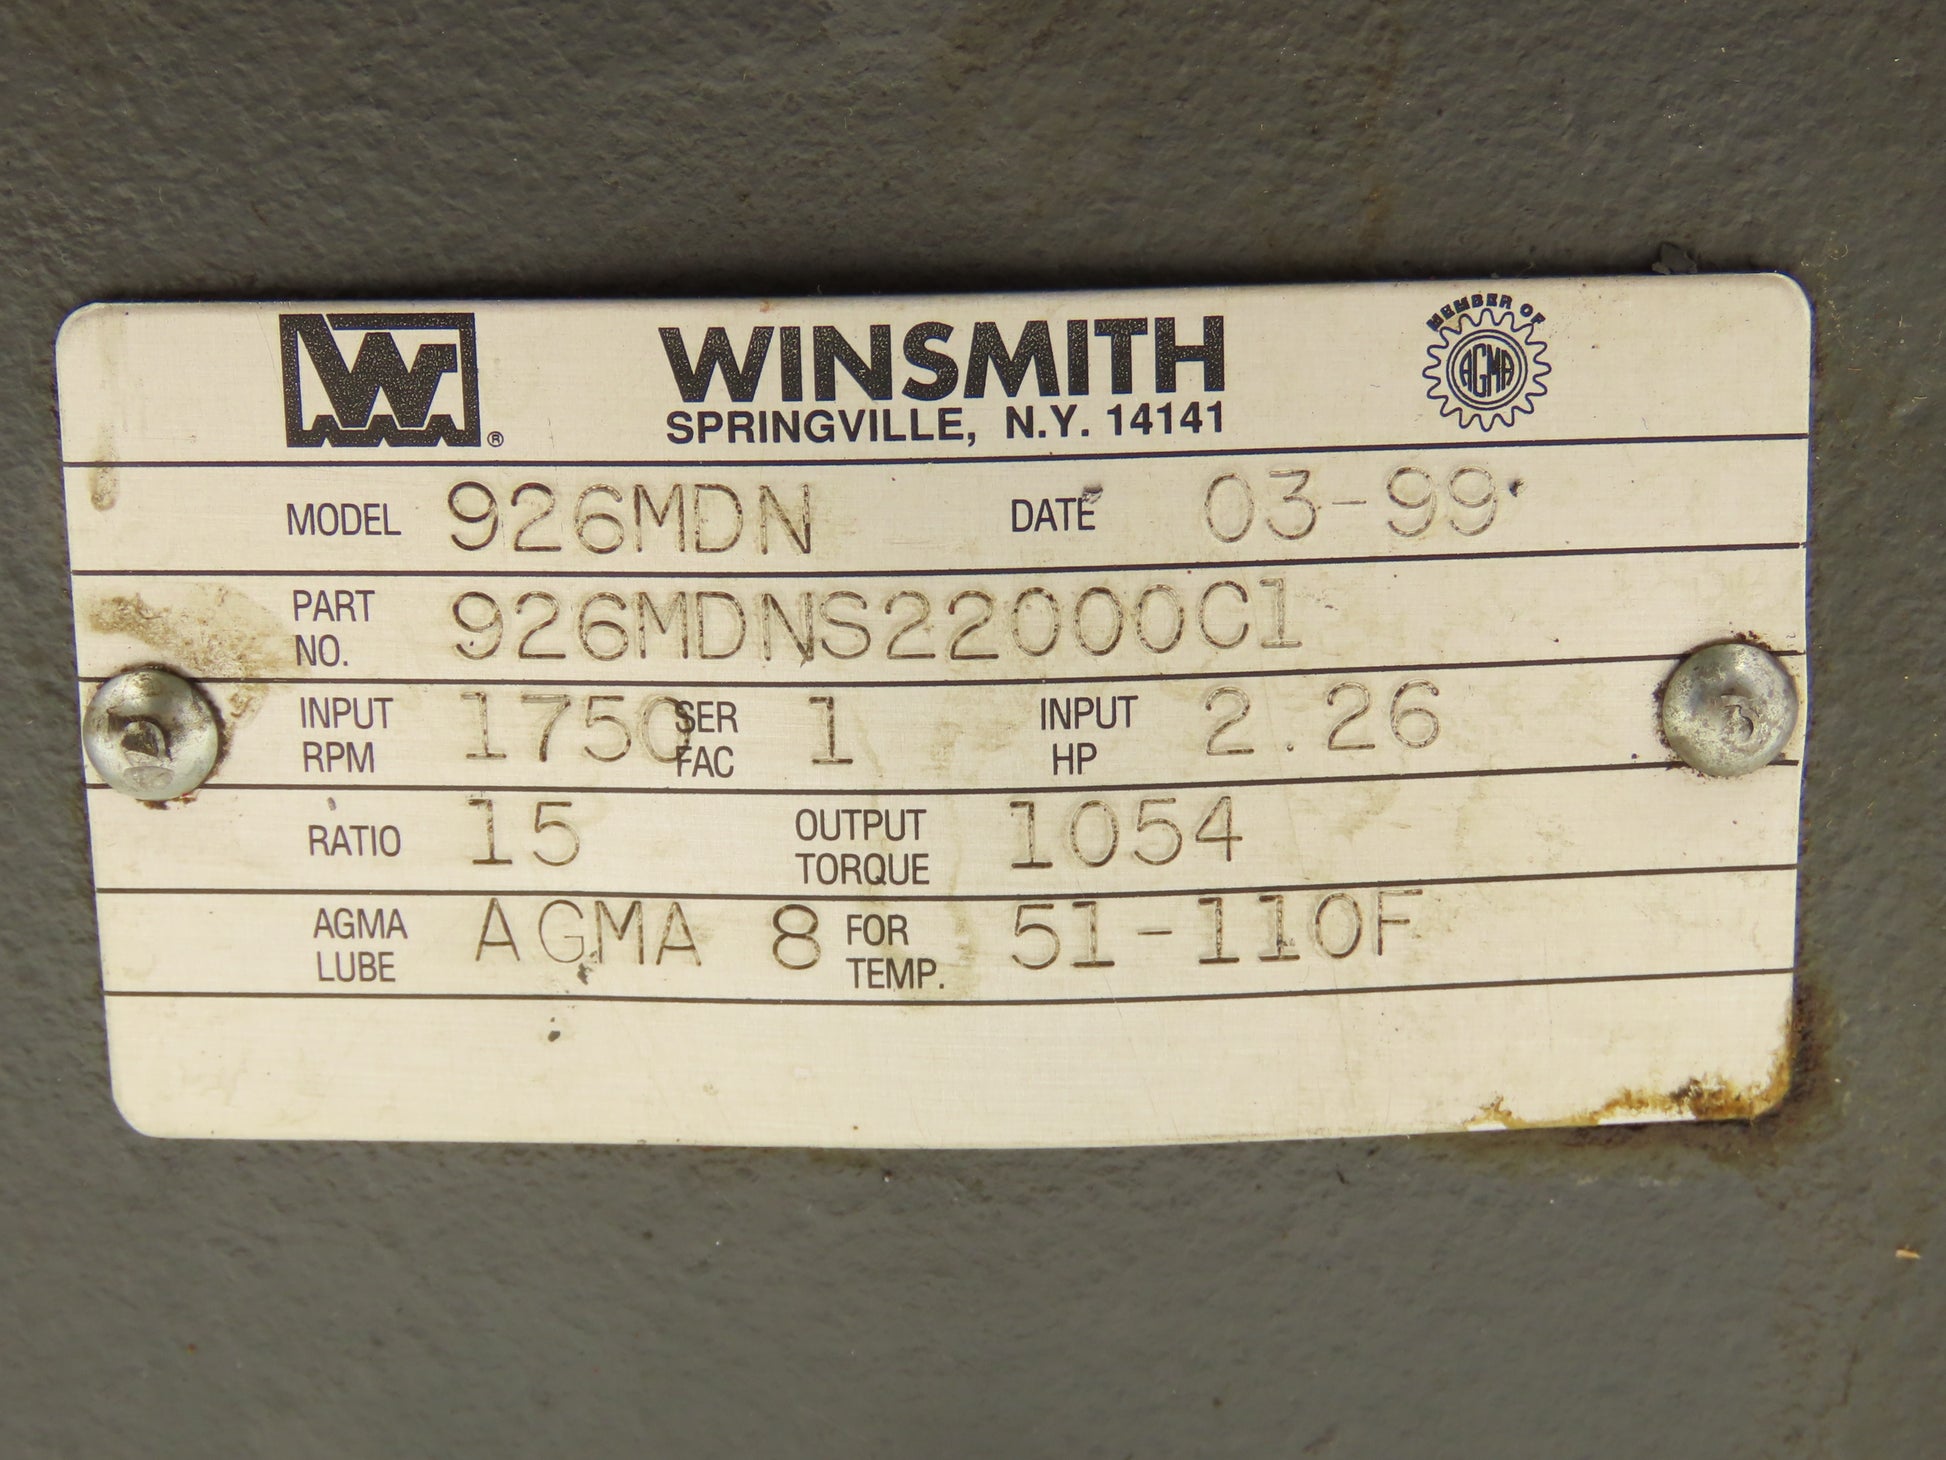 W ®
WINSMITH
SPRINGVILLE, N.Y. 14141
MEMBER OF
AGMA
MODEL 926MDN DATE 03-99
PART NO. 926MDNS22000C1
INPUT RPM 1750 SER FAC 1 INPUT HP 2.26
RATIO 15 OUTPUT TORQUE 1054
AGMA LUBE AGMA 8 FOR TEMP. 51-110F